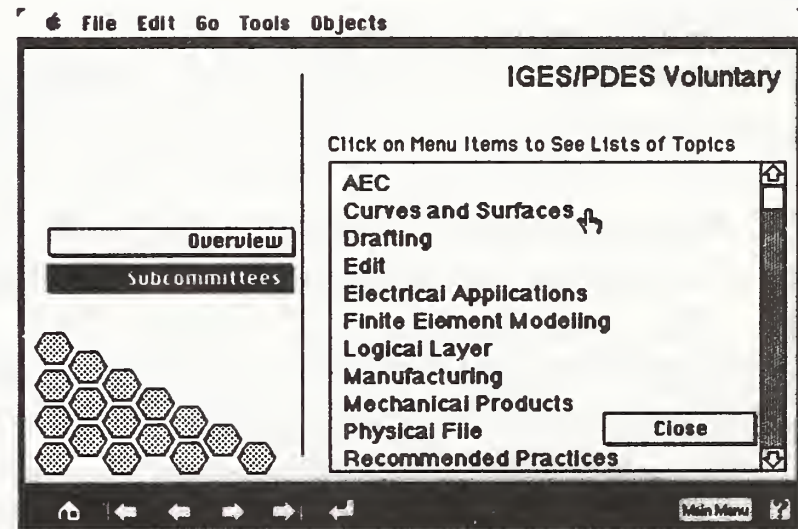 File Edit Go Tools Objects
IGES/PDES Voluntary
Click on Menu Items to See Lists of Topics
AEC
Curves and Surfaces
Drafting
Edit
Electrical Applications
Finite Element Modeling
Logical Layer
Manufacturing
Mechanical Products
Physical File
Recommended Practices
Close
Overview
Subcommittees
Main Menu ?